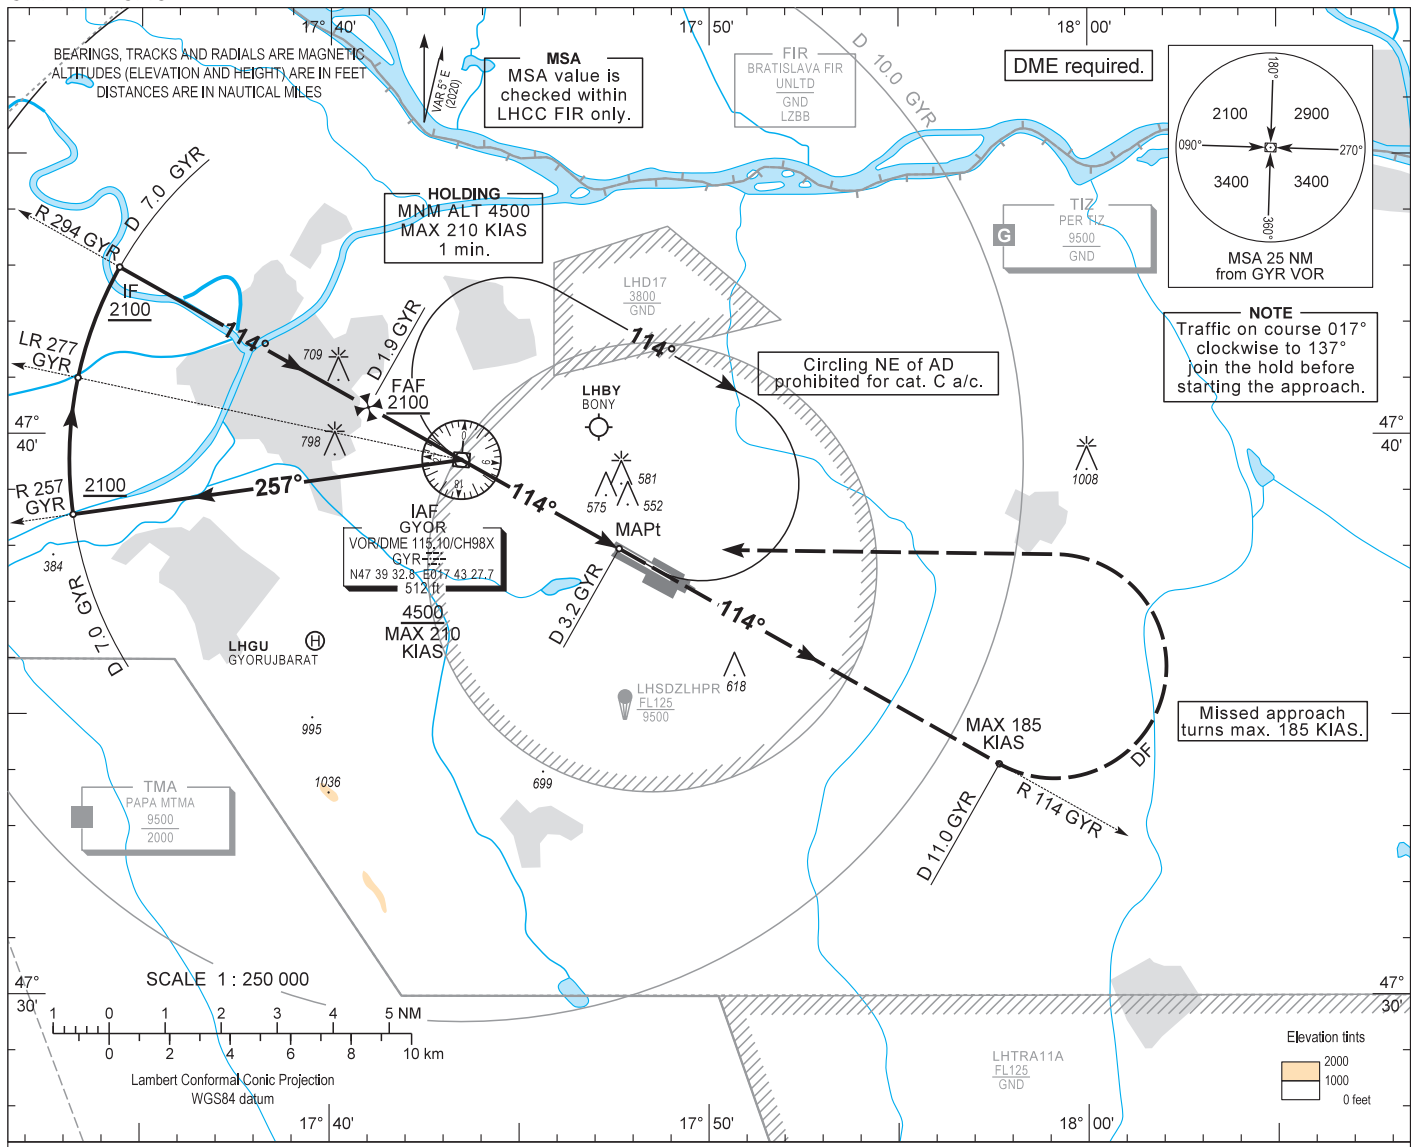 17° 40'
17° 50'
18° 00'
BEARINGS, TRACKS AND RADIALS ARE MAGNETIC
ALTITUDES (ELEVATION AND HEIGHT) ARE IN FEET
DISTANCES ARE IN NAUTICAL MILES
VAR 5° E
(2020)
MSA
MSA value is
checked within
LHCC FIR only.
FIR
BRATISLAVA FIR
UNLTD
GND
LZBB
D 10.0 GYR
DME required.
180°
2100
2900
090°
270°
3400
3400
360°
MSA 25 NM
from GYR VOR
D 7.0 GYR
R 294 GYR
HOLDING
MNM ALT 4500
MAX 210 KIAS
1 min.
TIZ
PER TIZ
9500
GND
G
IF
2100
LHD17
3800
GND
NOTE
Traffic on course 017°
clockwise to 137°
join the hold before
starting the approach.
114°
114°
LR 277
GYR
709
D 1.9 GYR
FAF
2100
LHBY
BONY
Circling NE of AD
prohibited for cat. C a/c.
47°
40'
47°
40'
798
0
9
18
1008
581
575
552
R 257
GYR
2100
257°
114°
IAF
GYOR
VOR/DME 115.10/CH98X
GYR
N47 39 32.8 E017 43 27.7
512 ft
4500
MAX 210
KIAS
MAPt
384
D 3.2 GYR
114°
D 7.0 GYR
LHGU
GYORUJBARAT
H
618
LHSDZLHPR
FL125
9500
995
MAX 185
KIAS
Missed approach
turns max. 185 KIAS.
DF
1036
699
R 114 GYR
D 11.0 GYR
TMA
PAPA MTMA
9500
2000
47°
30'
47°
30'
SCALE 1 : 250 000
1 0 1 2 3 4 5 NM
0 2 4 6 8 10 km
Lambert Conformal Conic Projection
WGS84 datum
LHTRA11A
FL125
GND
Elevation tints
2000
1000
0 feet
17° 40'
17° 50'
18° 00'